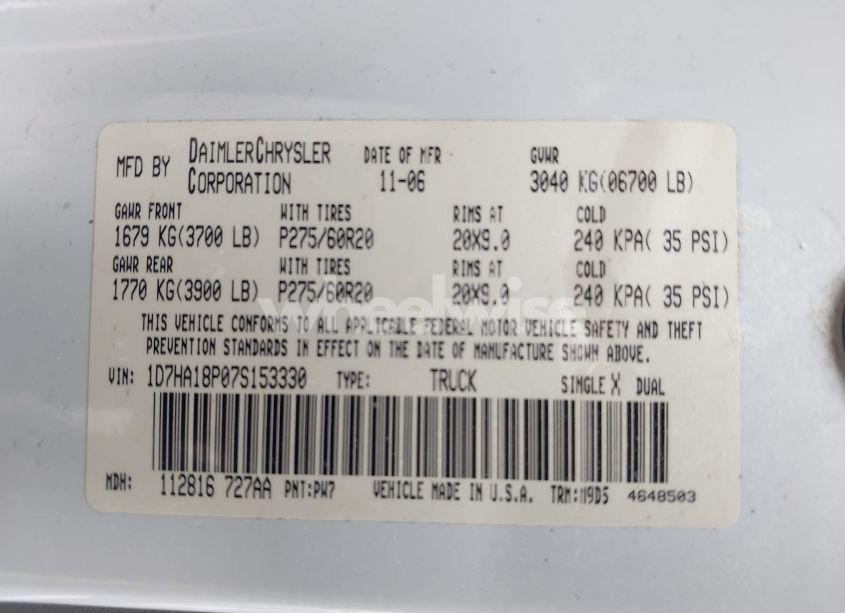 MFD BY DAIMLERCHRYSLER CORPORATION DATE OF MFR 11-06 GVWR 3040 KG(06700 LB)
GAWR FRONT WITH TIRES RIMS AT COLD
1679 KG(3700 LB) P275/60R20 20X9.0 240 KPA( 35 PSI)
GAWR REAR WITH TIRES RIMS AT COLD
1770 KG(3900 LB) P275/60R20 20X9.0 240 KPA( 35 PSI)
wheelwise
THIS VEHICLE CONFORMS TO ALL APPLICABLE FEDERAL MOTOR VEHICLE SAFETY AND THEFT
PREVENTION STANDARDS IN EFFECT ON THE DATE OF MANUFACTURE SHOWN ABOVE.
VIN: 1D7HA18P07S153330 TYPE: TRUCK SINGLE X DUAL
MDH: 112816 727AA PNT:PW7 VEHICLE MADE IN U.S.A. TRM:M9D5 4648503